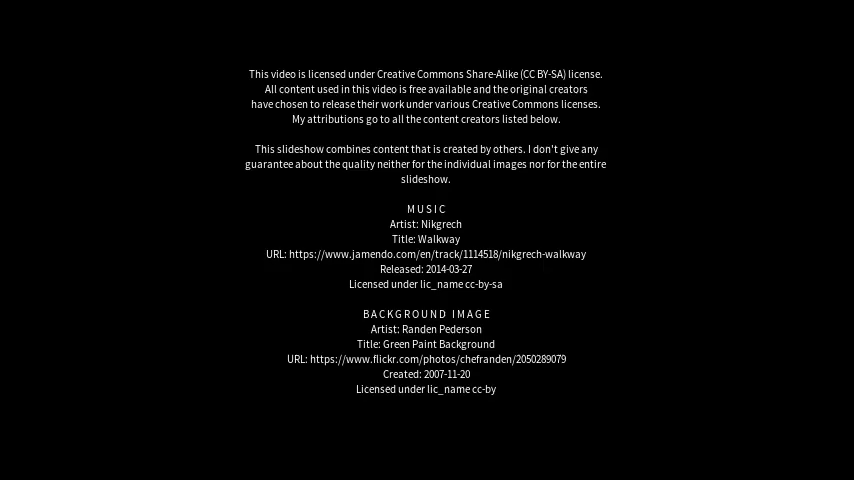 This video is licensed under Creative Commons Share-Alike (CC BY-SA) license.
All content used in this video is free available and the original creators
have chosen to release their work under various Creative Commons licenses.
My attributions go to all the content creators listed below.
This slideshow combines content that is created by others. I don't give any
guarantee about the quality neither for the individual images nor for the entire
slideshow.
MUSIC
Artist: Nikgrech
Title: Walkway
URL: https://www.jamendo.com/en/track/1114518/nikgrech-walkway
Released: 2014-03-27
Licensed under lic_name cc-by-sa
BACKGROUND IMAGE
Artist: Randen Pederson
Title: Green Paint Background
URL: https://www.flickr.com/photos/chefranden/2050289079
Created: 2007-11-20
Licensed under lic_name cc-by